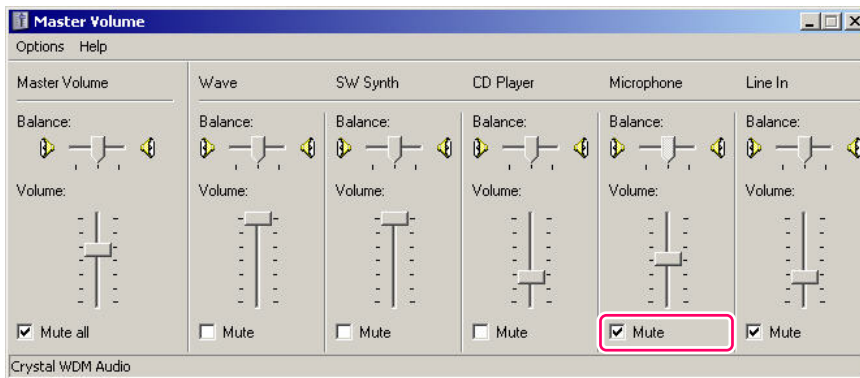 Master Volume
Options Help
Master Volume Wave SW Synth CD Player Microphone Line In
Balance: Balance: Balance: Balance: Balance: Balance:
Volume: Volume: Volume: Volume: Volume: Volume:
Mute all Mute Mute Mute Mute Mute
Crystal WDM Audio